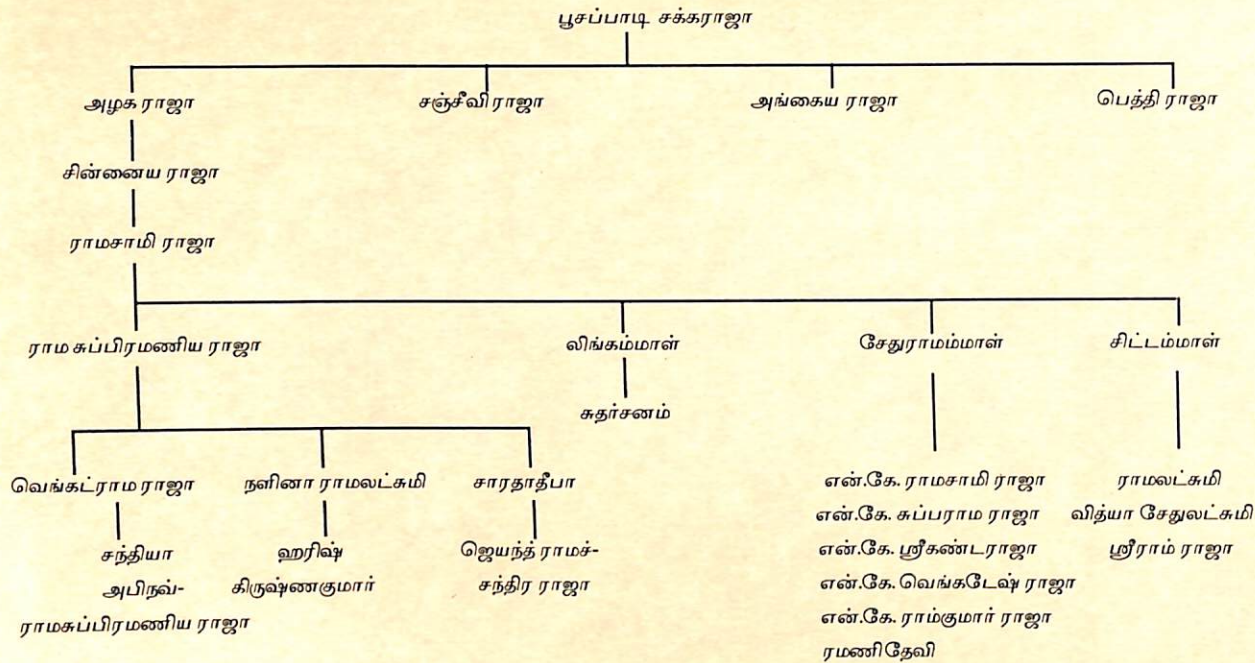 பூசப்பாடி சக்கராஜா
அழக ராஜா
சஞ்சீவி ராஜா
அங்கைய ராஜா
பெத்தி ராஜா
சின்னைய ராஜா
ராமசாமி ராஜா
ராம சுப்பிரமணிய ராஜா
லிங்கம்மாள்
சேதுராமம்மாள்
சிட்டம்மாள்
சுதர்சனம்
வெங்கட்ராம ராஜா
நளினா ராமலட்சுமி
சாரதாதீபா
சந்தியா
அபிநவ்-
ராமசுப்பிரமணிய ராஜா
ஹரிஷ்
கிருஷ்ணகுமார்
ஜெயந்த் ராமச்-
சந்திர ராஜா
என்.கே. ராமசாமி ராஜா
என்.கே. சுப்பராம ராஜா
என்.கே. ஸ்ரீகண்டராஜா
என்.கே. வெங்கடேஷ் ராஜா
என்.கே. ராம்குமார் ராஜா
ரமணிதேவி
ராமலட்சுமி
வித்யா சேதுலட்சுமி
ஸ்ரீராம் ராஜா